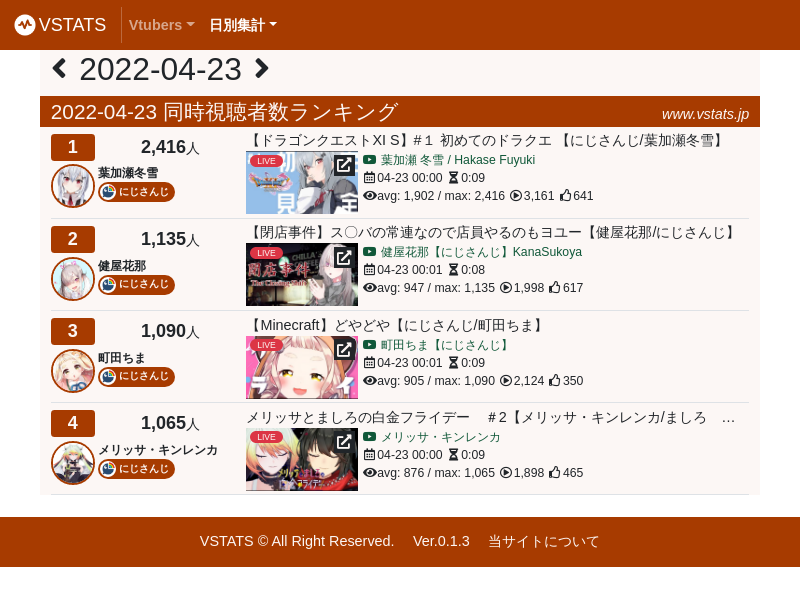 VSTATS Vtubers 日別集計
2022-04-23
2022-04-23 同時視聴者数ランキング www.vstats.jp
1 2,416人
葉加瀬冬雪
にじさんじ
【ドラゴンクエストXI S】#１ 初めてのドラクエ 【にじさんじ/葉加瀬冬雪】
LIVE
葉加瀬 冬雪 / Hakase Fuyuki
04-23 00:00 0:09
avg: 1,902 / max: 2,416 3,161 641
2 1,135人
健屋花那
にじさんじ
【閉店事件】ス〇バの常連なので店員やるのもヨユー【健屋花那/にじさんじ】
LIVE
閉店事件
健屋花那【にじさんじ】KanaSukoya
04-23 00:01 0:08
avg: 947 / max: 1,135 1,998 617
3 1,090人
町田ちま
にじさんじ
【Minecraft】どやどや【にじさんじ/町田ちま】
LIVE
町田ちま【にじさんじ】
04-23 00:01 0:09
avg: 905 / max: 1,090 2,124 350
4 1,065人
メリッサ・キンレンカ
にじさんじ
メリッサとましろの白金フライデー　＃2【メリッサ・キンレンカ/ましろ　…
LIVE
メリッサ・キンレンカ
04-23 00:00 0:09
avg: 876 / max: 1,065 1,898 465
VSTATS © All Right Reserved. Ver.0.1.3 当サイトについて